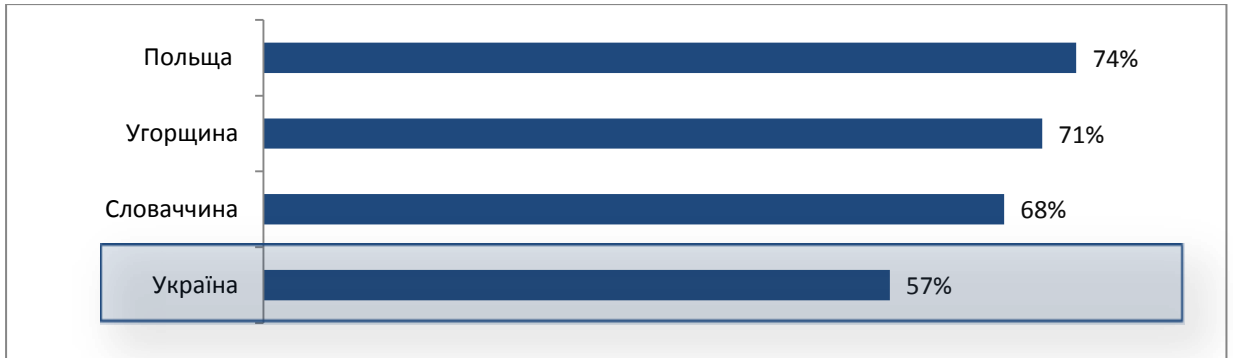 Польща 74%
Угорщина 71%
Словаччина 68%
Україна 57%